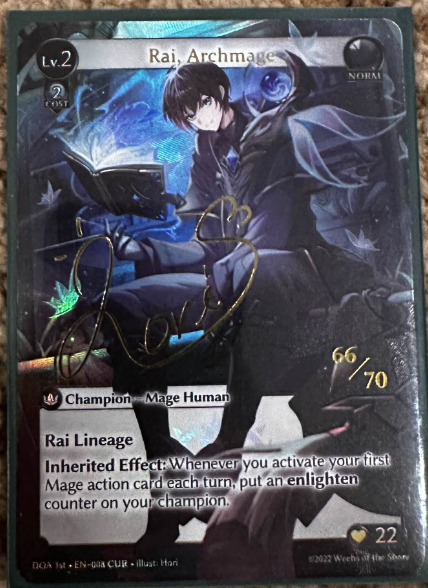 Lv.2
Rai, Archmage
NORM
2
COST
66/70
Champion – Mage Human
Rai Lineage
Inherited Effect: Whenever you activate your first
Mage action card each turn, put an enlighten
counter on your champion.
22
DOA 1st • EN-008 CUR • Illust: Hori
©2022 Weebs of the Shore